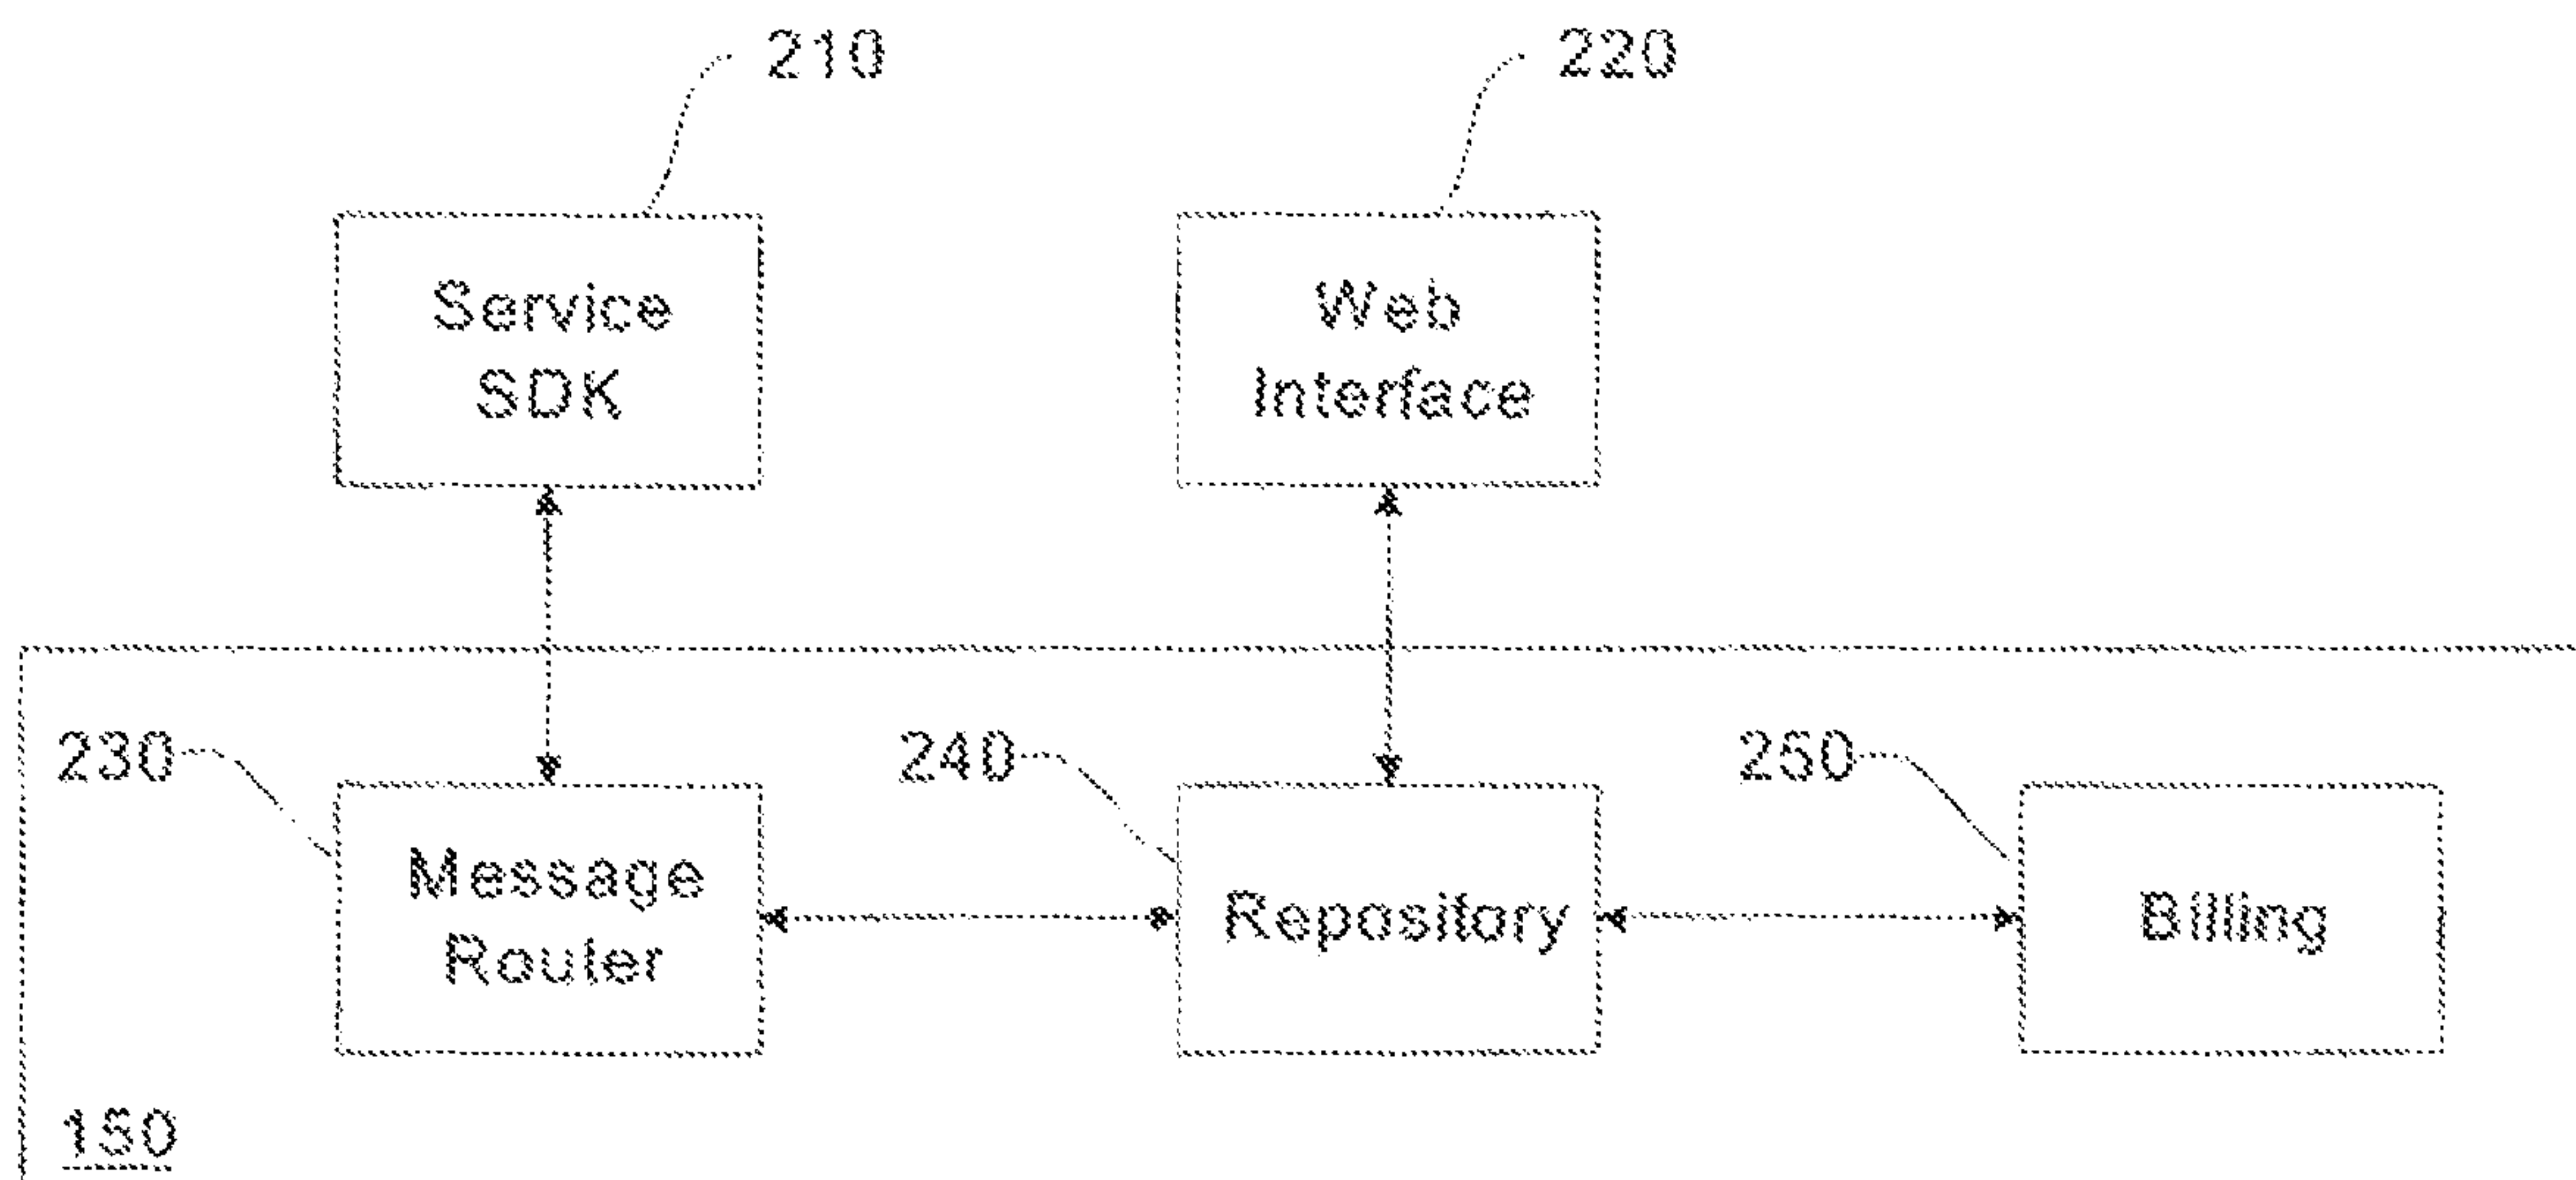 210
220
Service
SDK
Web
Interface
230
240
250
Message
Router
Repository
Billing
150